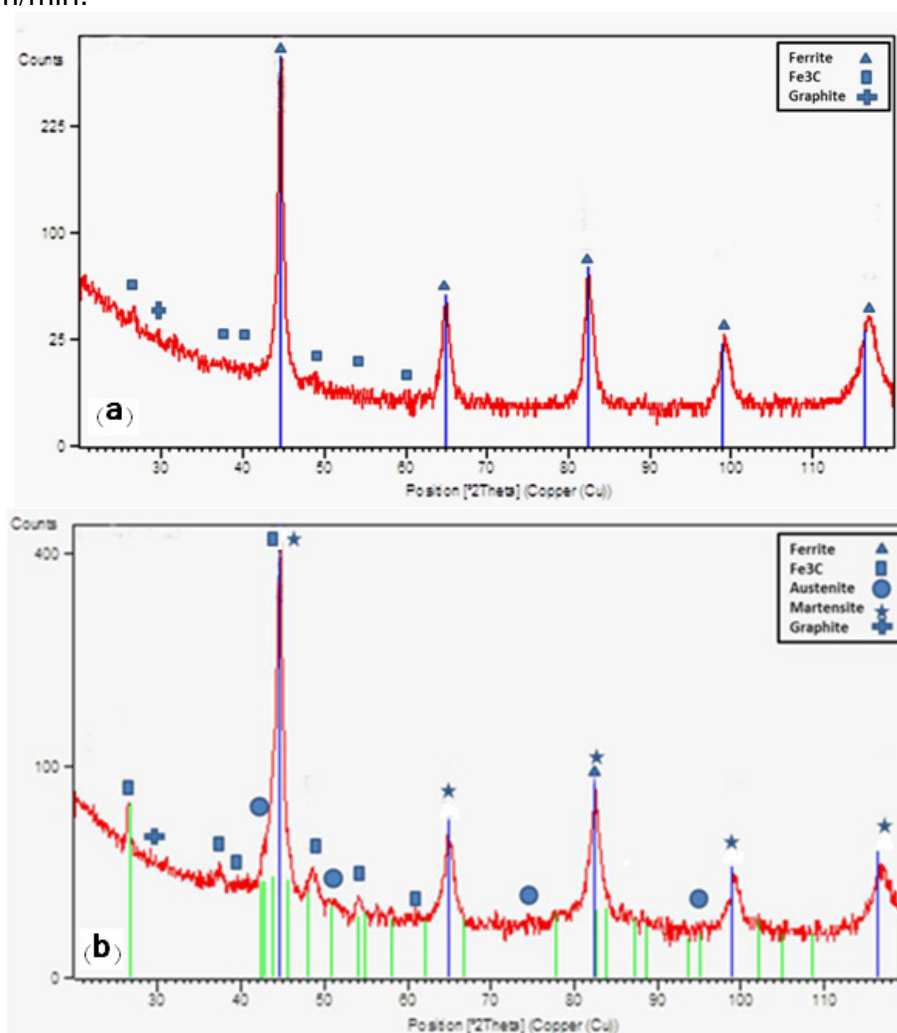 Counts
Ferrite
Fe3C
Graphite
225
100
25
0
(a)
30 40 50 60 70 80 90 100 110
Position [°2Theta] (Copper (Cu))
Counts
Ferrite
Fe3C
Austenite
Martensite
Graphite
400
100
0
(b)
30 40 50 60 70 80 90 100 110
Position [°2Theta] (Copper (Cu))